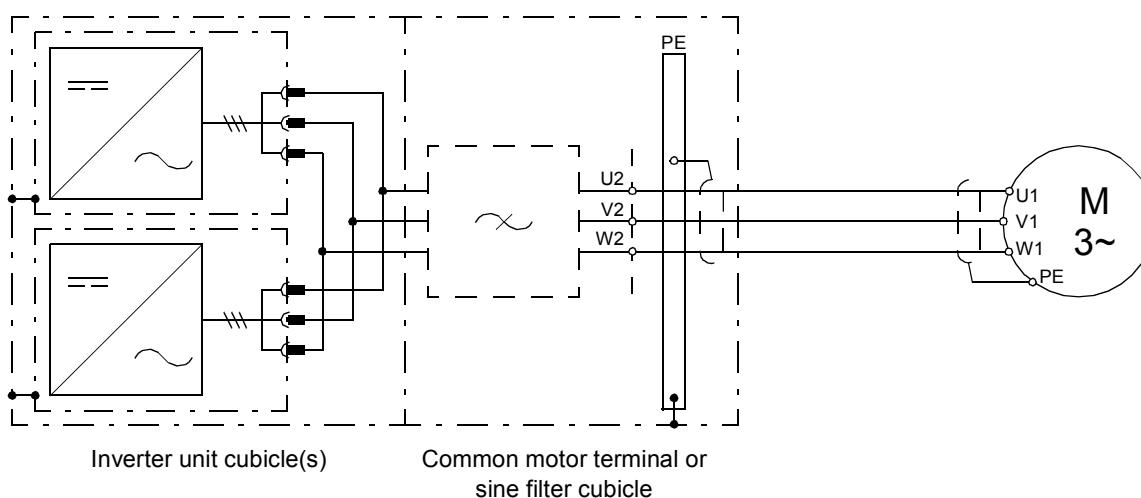 PE
U2
V2
W2
U1
V1
W1
PE
M
3~
Inverter unit cubicle(s)
Common motor terminal or
sine filter cubicle